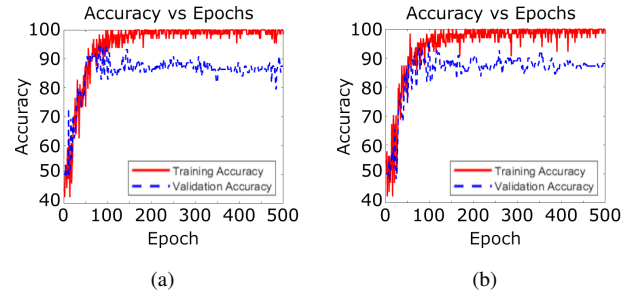 Accuracy vs Epochs
100
90
80
70
60
50
40
Accuracy
0
100
200
300
400
500
Epoch
Training Accuracy
Validation Accuracy
(a)
Accuracy vs Epochs
100
90
80
70
60
50
40
Accuracy
0
100
200
300
400
500
Epoch
Training Accuracy
Validation Accuracy
(b)